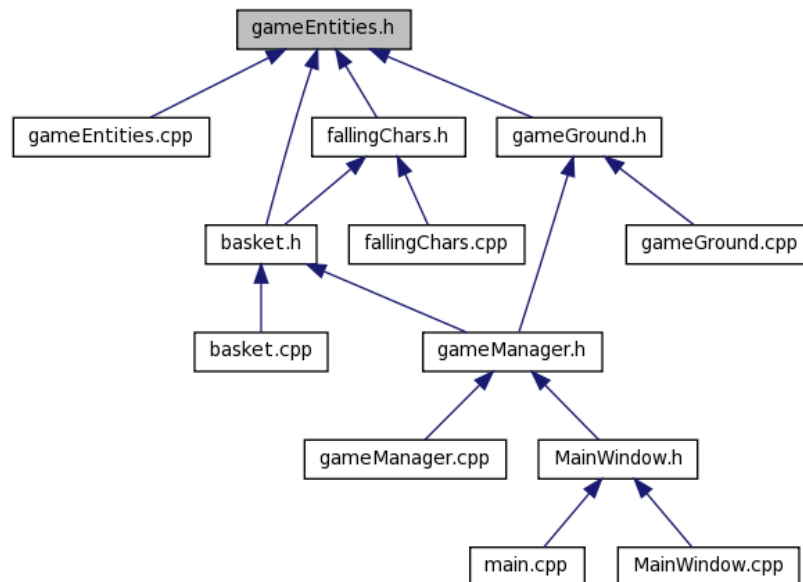 gameEntities.h
gameEntities.cpp
fallingChars.h
gameGround.h
basket.h
fallingChars.cpp
gameGround.cpp
basket.cpp
gameManager.h
gameManager.cpp
MainWindow.h
main.cpp
MainWindow.cpp